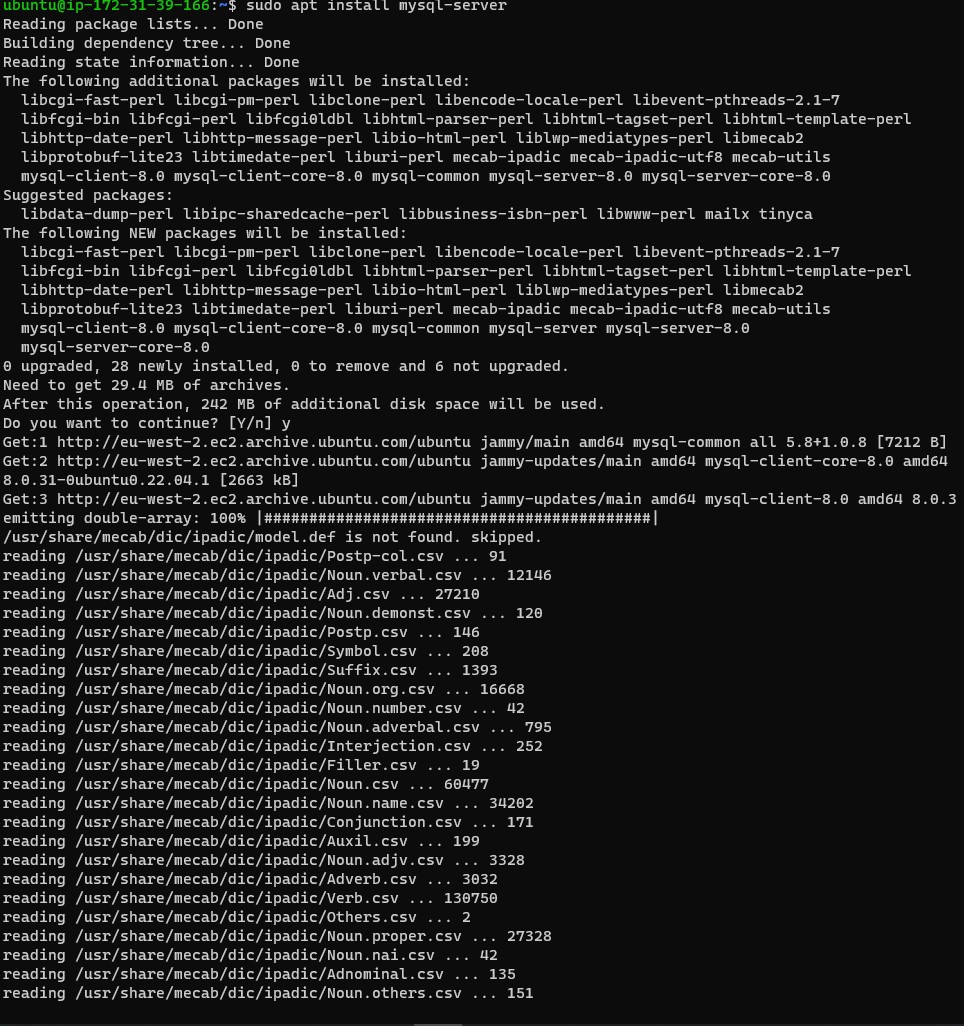 ubuntu@ip-172-31-39-166:~$ sudo apt install mysql-server
Reading package lists... Done
Building dependency tree... Done
Reading state information... Done
The following additional packages will be installed:
  libcgi-fast-perl libcgi-pm-perl libclone-perl libencode-locale-perl libevent-pthreads-2.1-7
  libfcgi-bin libfcgi-perl libfcgi0ldbl libhtml-parser-perl libhtml-tagset-perl libhtml-template-perl
  libhttp-date-perl libhttp-message-perl libio-html-perl liblwp-mediatypes-perl libmecab2
  libprotobuf-lite23 libtimedate-perl liburi-perl mecab-ipadic mecab-ipadic-utf8 mecab-utils
  mysql-client-8.0 mysql-client-core-8.0 mysql-common mysql-server-8.0 mysql-server-core-8.0
Suggested packages:
  libdata-dump-perl libipc-sharedcache-perl libbusiness-isbn-perl libwww-perl mailx tinyca
The following NEW packages will be installed:
  libcgi-fast-perl libcgi-pm-perl libclone-perl libencode-locale-perl libevent-pthreads-2.1-7
  libfcgi-bin libfcgi-perl libfcgi0ldbl libhtml-parser-perl libhtml-tagset-perl libhtml-template-perl
  libhttp-date-perl libhttp-message-perl libio-html-perl liblwp-mediatypes-perl libmecab2
  libprotobuf-lite23 libtimedate-perl liburi-perl mecab-ipadic mecab-ipadic-utf8 mecab-utils
  mysql-client-8.0 mysql-client-core-8.0 mysql-common mysql-server mysql-server-8.0
  mysql-server-core-8.0
0 upgraded, 28 newly installed, 0 to remove and 6 not upgraded.
Need to get 29.4 MB of archives.
After this operation, 242 MB of additional disk space will be used.
Do you want to continue? [Y/n] y
Get:1 http://eu-west-2.ec2.archive.ubuntu.com/ubuntu jammy/main amd64 mysql-common all 5.8+1.0.8 [7212 B]
Get:2 http://eu-west-2.ec2.archive.ubuntu.com/ubuntu jammy-updates/main amd64 mysql-client-core-8.0 amd64
8.0.31-0ubuntu0.22.04.1 [2663 kB]
Get:3 http://eu-west-2.ec2.archive.ubuntu.com/ubuntu jammy-updates/main amd64 mysql-client-8.0 amd64 8.0.3
emitting double-array: 100% |###########################################|
/usr/share/mecab/dic/ipadic/model.def is not found. skipped.
reading /usr/share/mecab/dic/ipadic/Postp-col.csv ... 91
reading /usr/share/mecab/dic/ipadic/Noun.verbal.csv ... 12146
reading /usr/share/mecab/dic/ipadic/Adj.csv ... 27210
reading /usr/share/mecab/dic/ipadic/Noun.demonst.csv ... 120
reading /usr/share/mecab/dic/ipadic/Postp.csv ... 146
reading /usr/share/mecab/dic/ipadic/Symbol.csv ... 208
reading /usr/share/mecab/dic/ipadic/Suffix.csv ... 1393
reading /usr/share/mecab/dic/ipadic/Noun.org.csv ... 16668
reading /usr/share/mecab/dic/ipadic/Noun.number.csv ... 42
reading /usr/share/mecab/dic/ipadic/Noun.adverbal.csv ... 795
reading /usr/share/mecab/dic/ipadic/Interjection.csv ... 252
reading /usr/share/mecab/dic/ipadic/Filler.csv ... 19
reading /usr/share/mecab/dic/ipadic/Noun.csv ... 60477
reading /usr/share/mecab/dic/ipadic/Noun.name.csv ... 34202
reading /usr/share/mecab/dic/ipadic/Conjunction.csv ... 171
reading /usr/share/mecab/dic/ipadic/Auxil.csv ... 199
reading /usr/share/mecab/dic/ipadic/Noun.adjv.csv ... 3328
reading /usr/share/mecab/dic/ipadic/Adverb.csv ... 3032
reading /usr/share/mecab/dic/ipadic/Verb.csv ... 130750
reading /usr/share/mecab/dic/ipadic/Others.csv ... 2
reading /usr/share/mecab/dic/ipadic/Noun.proper.csv ... 27328
reading /usr/share/mecab/dic/ipadic/Noun.nai.csv ... 42
reading /usr/share/mecab/dic/ipadic/Adnominal.csv ... 135
reading /usr/share/mecab/dic/ipadic/Noun.others.csv ... 151